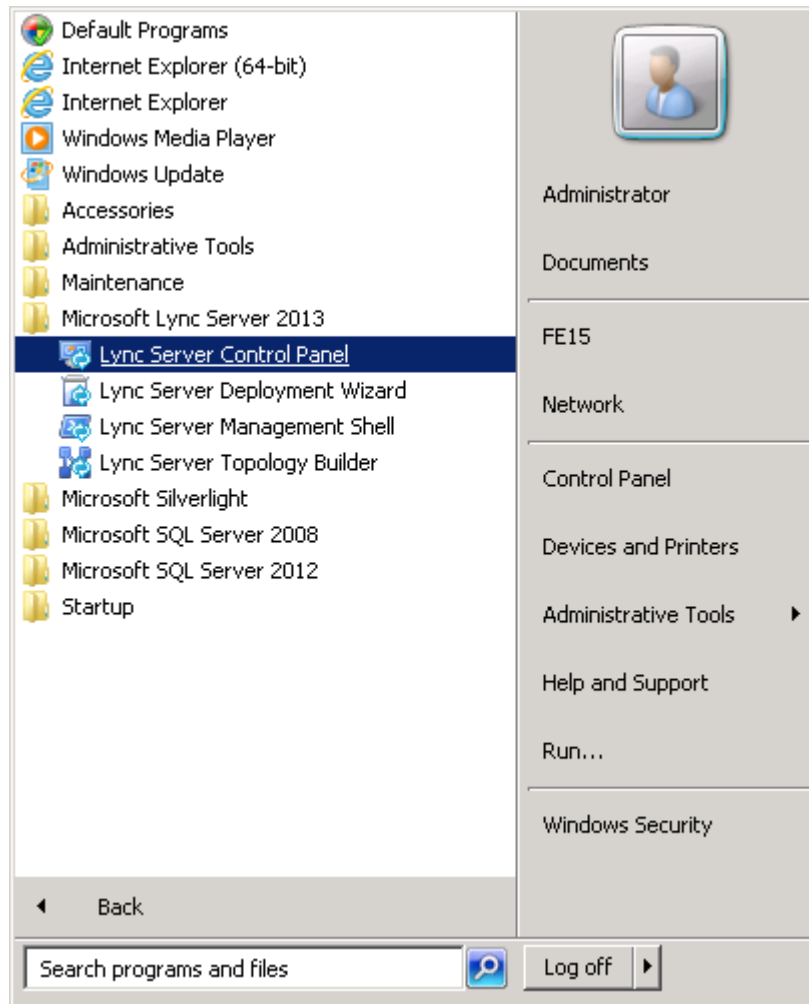 Default Programs
Internet Explorer (64-bit)
Internet Explorer
Windows Media Player
Windows Update
Accessories
Administrative Tools
Maintenance
Microsoft Lync Server 2013
Lync Server Control Panel
Lync Server Deployment Wizard
Lync Server Management Shell
Lync Server Topology Builder
Microsoft Silverlight
Microsoft SQL Server 2008
Microsoft SQL Server 2012
Startup
Back
Search programs and files
Administrator
Documents
FE15
Network
Control Panel
Devices and Printers
Administrative Tools
Help and Support
Run...
Windows Security
Log off